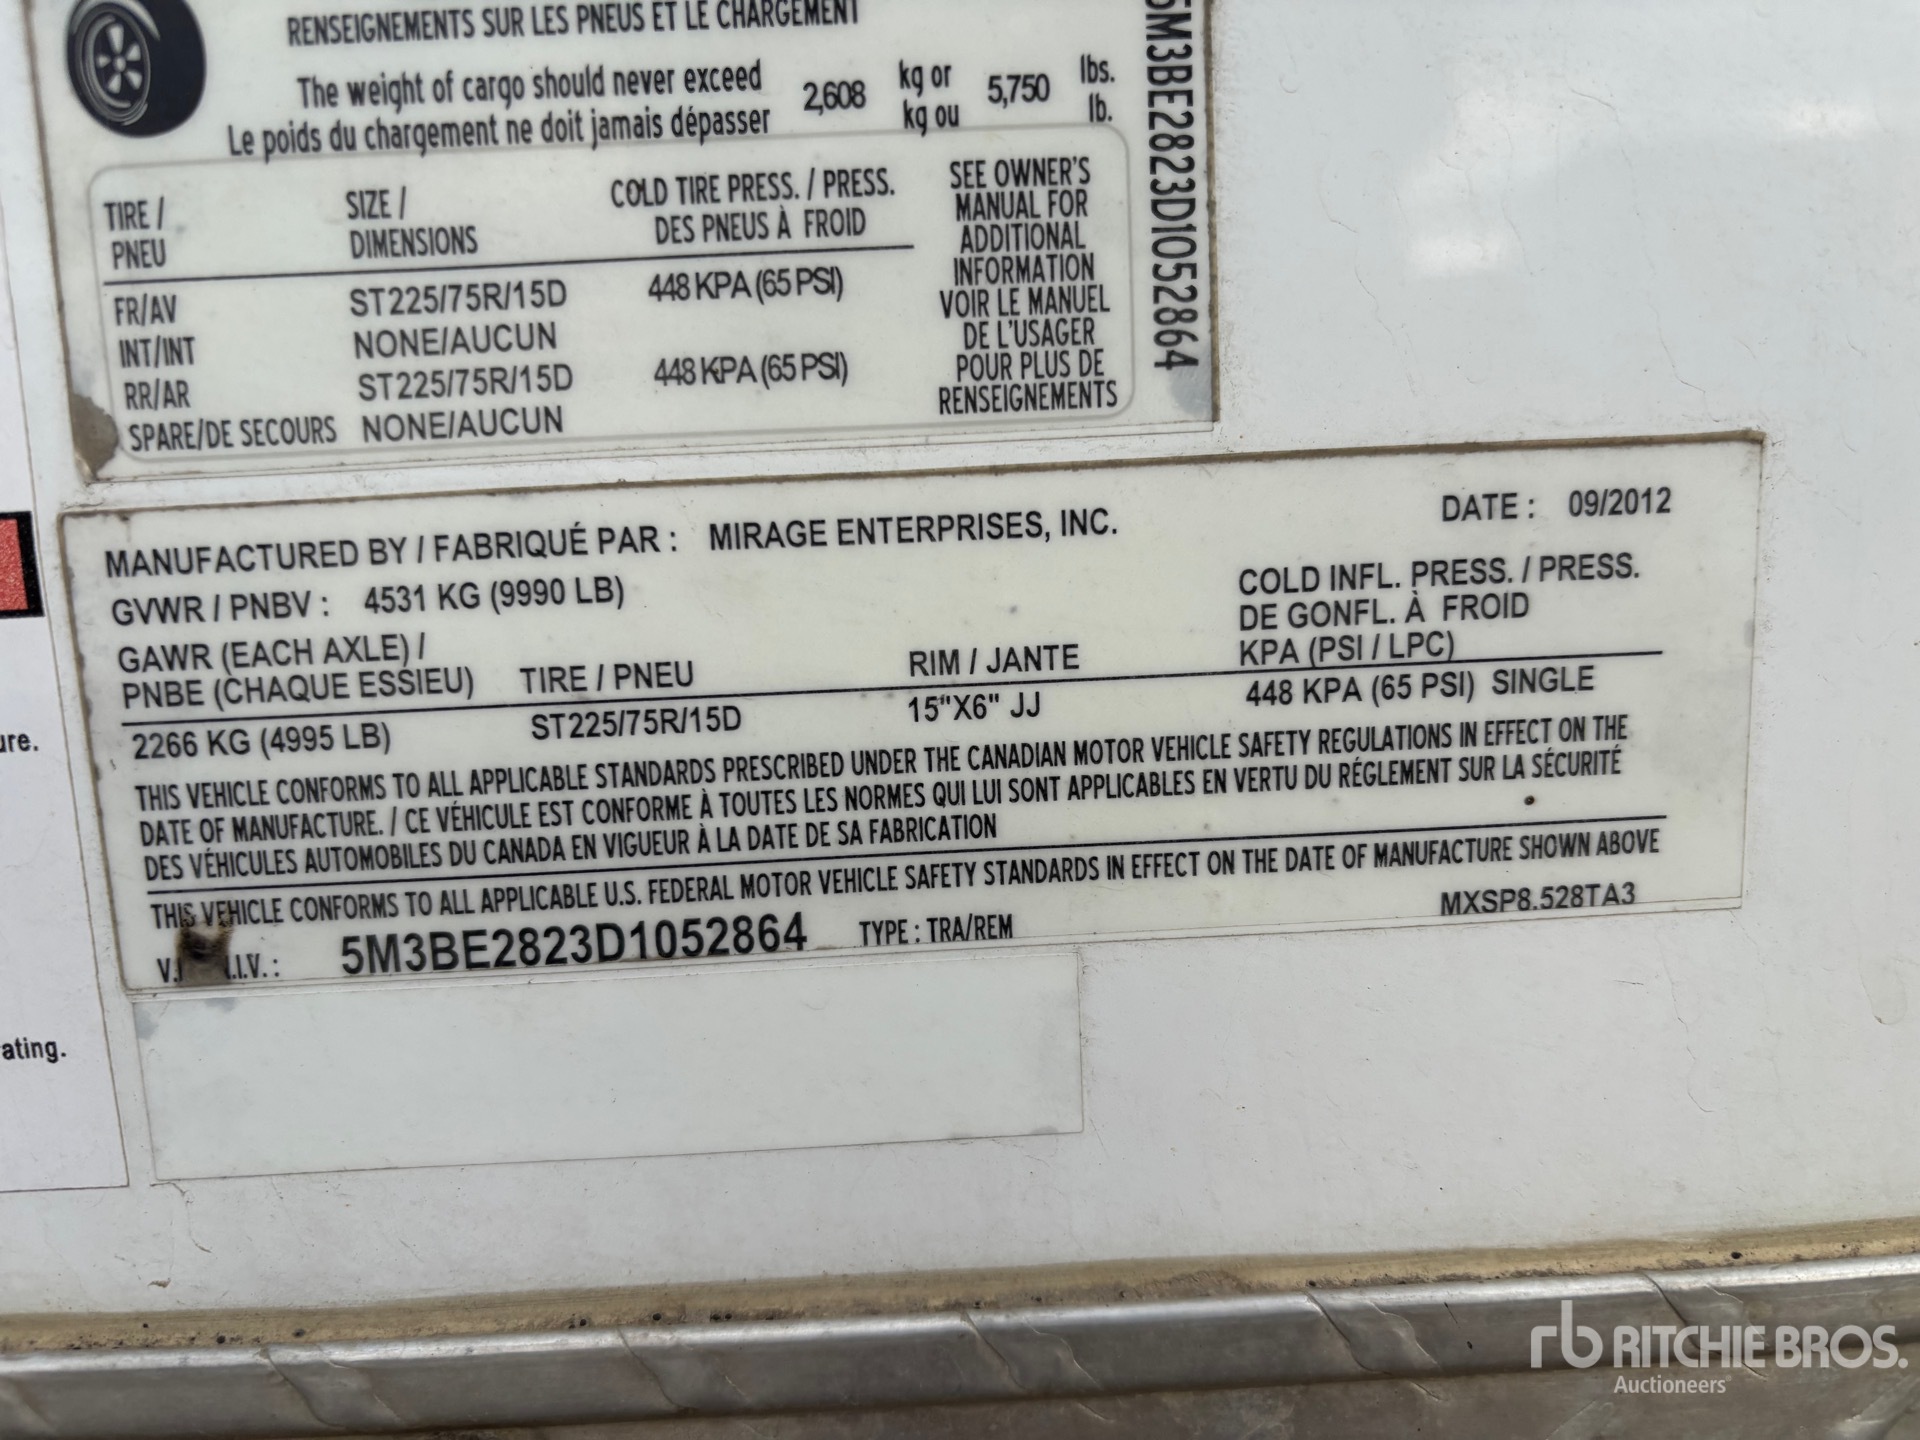 RENSEIGNEMENTS SUR LES PNEUS ET LE CHARGEMENT
The weight of cargo should never exceed 2,608 kg or 5,750 lbs.
Le poids du chargement ne doit jamais dépasser kg ou lb.
TIRE / PNEU
SIZE / DIMENSIONS
COLD TIRE PRESS. / PRESS. DES PNEUS À FROID
FR/AV ST225/75R/15D 448 KPA (65 PSI)
INT/INT NONE/AUCUN
RR/AR ST225/75R/15D 448 KPA (65 PSI)
SPARE/DE SECOURS NONE/AUCUN
SEE OWNER'S
MANUAL FOR
ADDITIONAL
INFORMATION
VOIR LE MANUEL
DE L'USAGER
POUR PLUS DE
RENSEIGNEMENTS
5M3BE2823D1052864
MANUFACTURED BY / FABRIQUÉ PAR : MIRAGE ENTERPRISES, INC. DATE : 09/2012
GVWR / PNBV : 4531 KG (9990 LB)
GAWR (EACH AXLE) /
PNBE (CHAQUE ESSIEU) TIRE / PNEU RIM / JANTE
COLD INFL. PRESS. / PRESS.
DE GONFL. À FROID
KPA (PSI / LPC)
2266 KG (4995 LB) ST225/75R/15D 15"X6" JJ 448 KPA (65 PSI) SINGLE
THIS VEHICLE CONFORMS TO ALL APPLICABLE STANDARDS PRESCRIBED UNDER THE CANADIAN MOTOR VEHICLE SAFETY REGULATIONS IN EFFECT ON THE
DATE OF MANUFACTURE. / CE VÉHICULE EST CONFORME À TOUTES LES NORMES QUI LUI SONT APPLICABLES EN VERTU DU RÉGLEMENT SUR LA SÉCURITÉ
DES VÉHICULES AUTOMOBILES DU CANADA EN VIGUEUR À LA DATE DE SA FABRICATION
THIS VEHICLE CONFORMS TO ALL APPLICABLE U.S. FEDERAL MOTOR VEHICLE SAFETY STANDARDS IN EFFECT ON THE DATE OF MANUFACTURE SHOWN ABOVE
5M3BE2823D1052864 TYPE : TRA/REM MXSP8.528TA3
ating.
rb RITCHIE BROS.
Auctioneers